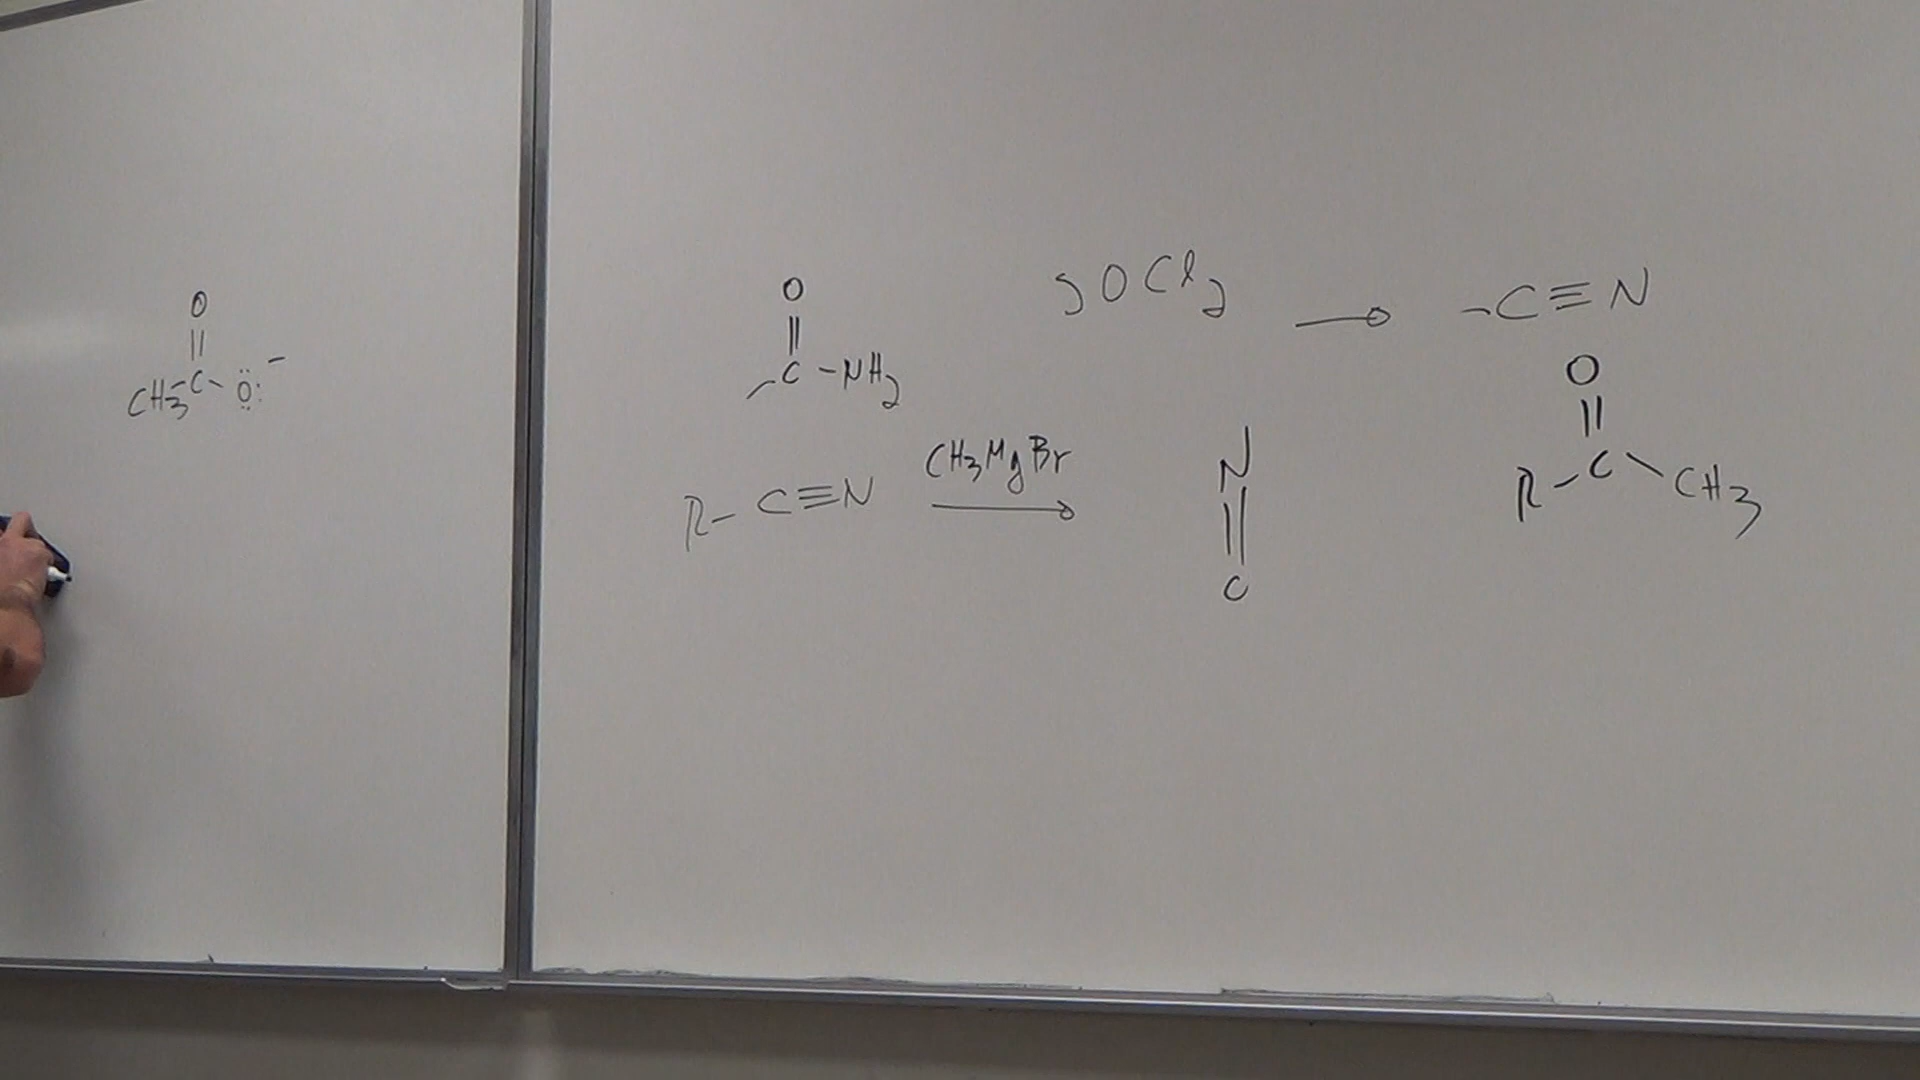 O
||
CH3-C-Ö: -
O
||
C-NH2
SOCl2 → -C≡N
R-C≡N CH3MgBr →
N
||
C
O
||
R-C-CH3